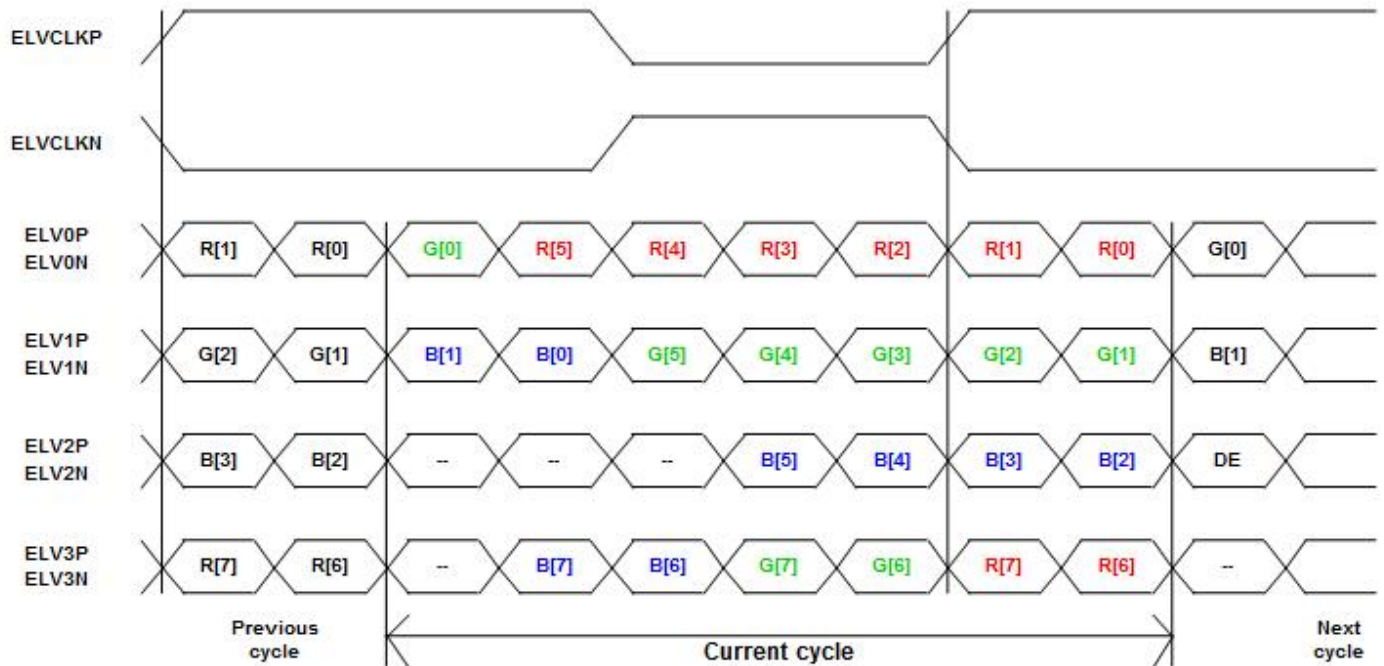 ELVCLKP
ELVCLKN
ELV0P
ELV0N
R[1] R[0] G[0] R[5] R[4] R[3] R[2] R[1] R[0] G[0]
ELV1P
ELV1N
G[2] G[1] B[1] B[0] G[5] G[4] G[3] G[2] G[1] B[1]
ELV2P
ELV2N
B[3] B[2] -- -- -- B[5] B[4] B[3] B[2] DE
ELV3P
ELV3N
R[7] R[6] -- B[7] B[6] G[7] G[6] R[7] R[6] --
Previous
cycle
Current cycle
Next
cycle